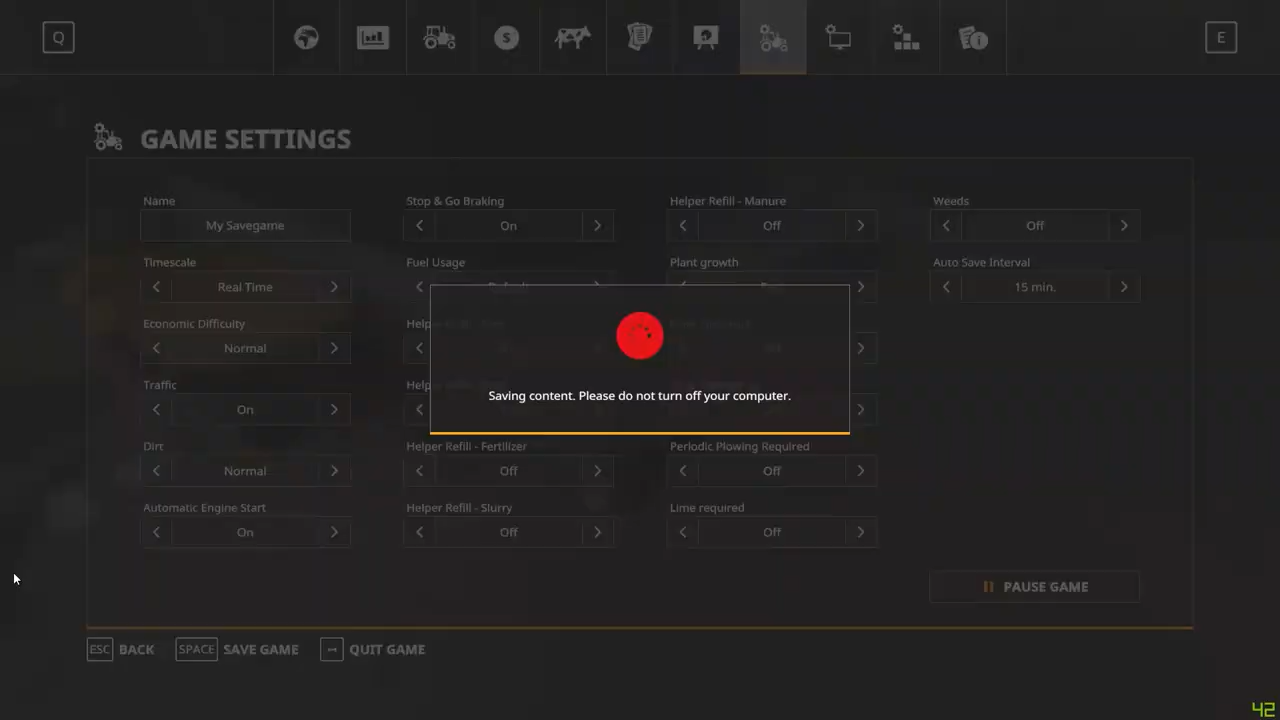 Q
E
GAME SETTINGS
Name
My Savegame
Timescale
Real Time
Economic Difficulty
Normal
Traffic
On
Dirt
Normal
Automatic Engine Start
On
Stop & Go Braking
On
Fuel Usage
Helper Refill - Fertilizer
Off
Helper Refill - Slurry
Off
Helper Refill - Manure
Off
Plant growth
Periodic Plowing Required
Off
Lime required
Off
Weeds
Off
Auto Save Interval
15 min.
Saving content. Please do not turn off your computer.
PAUSE GAME
ESC BACK SPACE SAVE GAME QUIT GAME
42